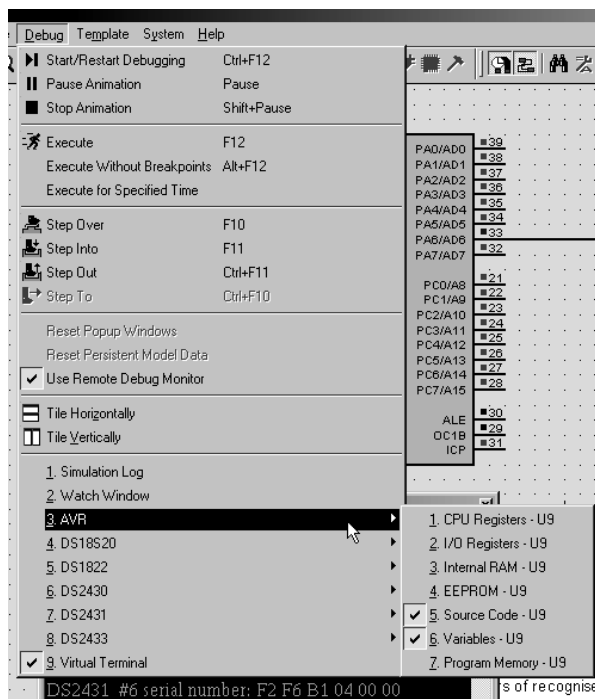 Debug Template System Help
Start/Restart Debugging Ctrl+F12
Pause Animation Pause
Stop Animation Shift+Pause
Execute F12
Execute Without Breakpoints Alt+F12
Execute for Specified Time
Step Over F10
Step Into F11
Step Out Ctrl+F11
Step To Ctrl+F10
Reset Popup Windows
Reset Persistent Model Data
Use Remote Debug Monitor
Tile Horizontally
Tile Vertically
1. Simulation Log
2. Watch Window
3. AVR
4. DS18S20
5. DS1822
6. DS2430
7. DS2431
8. DS2433
9. Virtual Terminal
1. CPU Registers - U9
2. I/O Registers - U9
3. Internal RAM - U9
4. EEPROM - U9
5. Source Code - U9
6. Variables - U9
7. Program Memory - U9
PA0/AD0 39
PA1/AD1 38
PA2/AD2 37
PA3/AD3 36
PA4/AD4 35
PA5/AD5 34
PA6/AD6 33
PA7/AD7 32
PC0/A8 21
PC1/A9 22
PC2/A10 23
PC3/A11 24
PC4/A12 25
PC5/A13 26
PC6/A14 27
PC7/A15 28
ALE 30
OC1B 29
ICP 31
DS2431 #6 serial number: F2 F6 B1 04 00 00
s of recognise